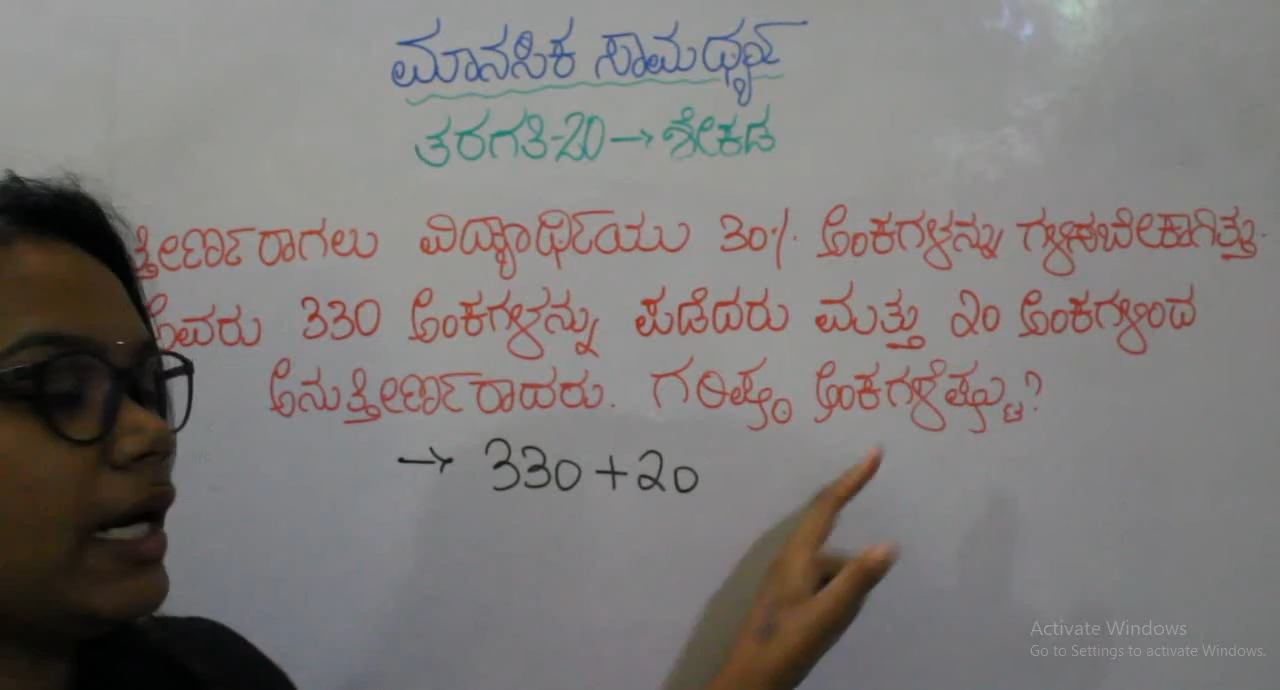 ಮಾನಸಿಕ ಸಾಮರ್ಥ್ಯ
ತರಗತಿ-20 → ಶೇಕಡ
ತ್ತೀರ್ಣರಾಗಲು ವಿದ್ಯಾರ್ಥಿಯು 30% ಅಂಕಗಳನ್ನು ಗಳಿಸಬೇಕಾಗಿತ್ತು.
ಅವರು 330 ಅಂಕಗಳನ್ನು ಪಡೆದರು ಮತ್ತು 20 ಅಂಕಗಳಿಂದ
ಅನುತ್ತೀರ್ಣರಾದರು. ಗರಿಷ್ಠ ಅಂಕಗಳೆಷ್ಟು?
→ 330 + 20
Activate Windows
Go to Settings to activate Windows.